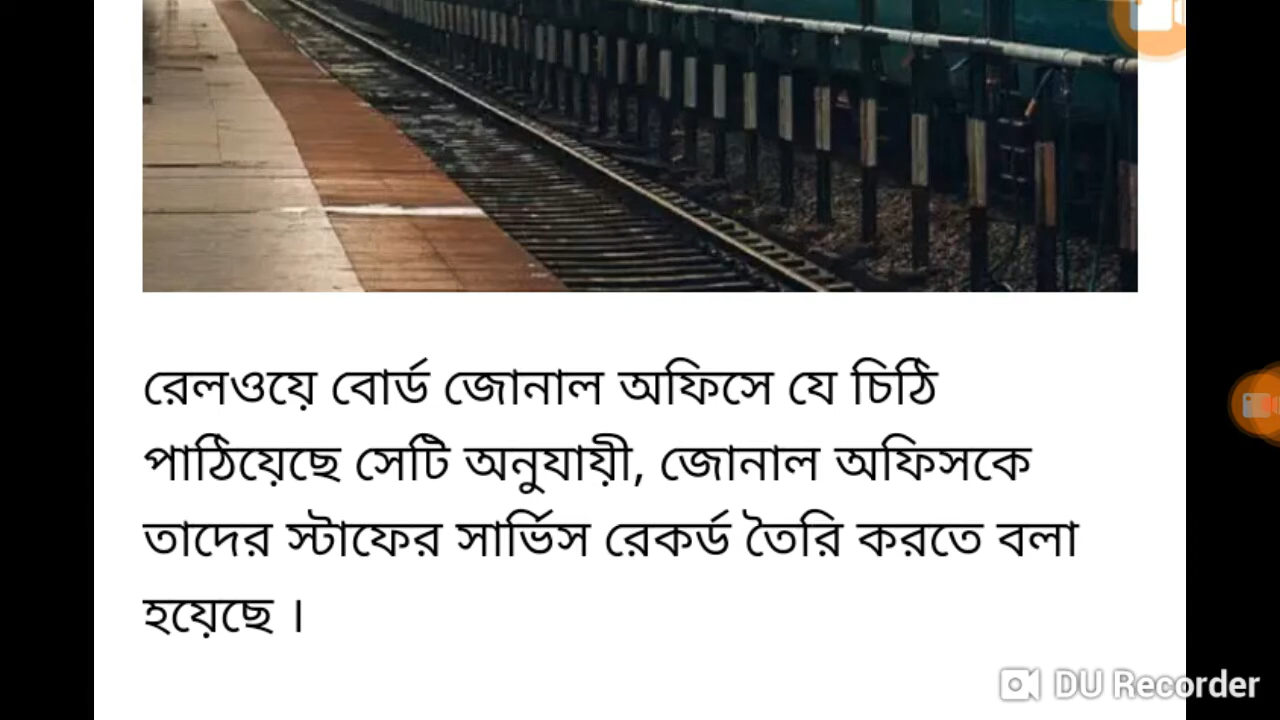 রেলওয়ে বোর্ড জোনাল অফিসে যে চিঠি
পাঠিয়েছে সেটি অনুযায়ী, জোনাল অফিসকে
তাদের স্টাফের সার্ভিস রেকর্ড তৈরি করতে বলা
হয়েছে ।
DU Recorder